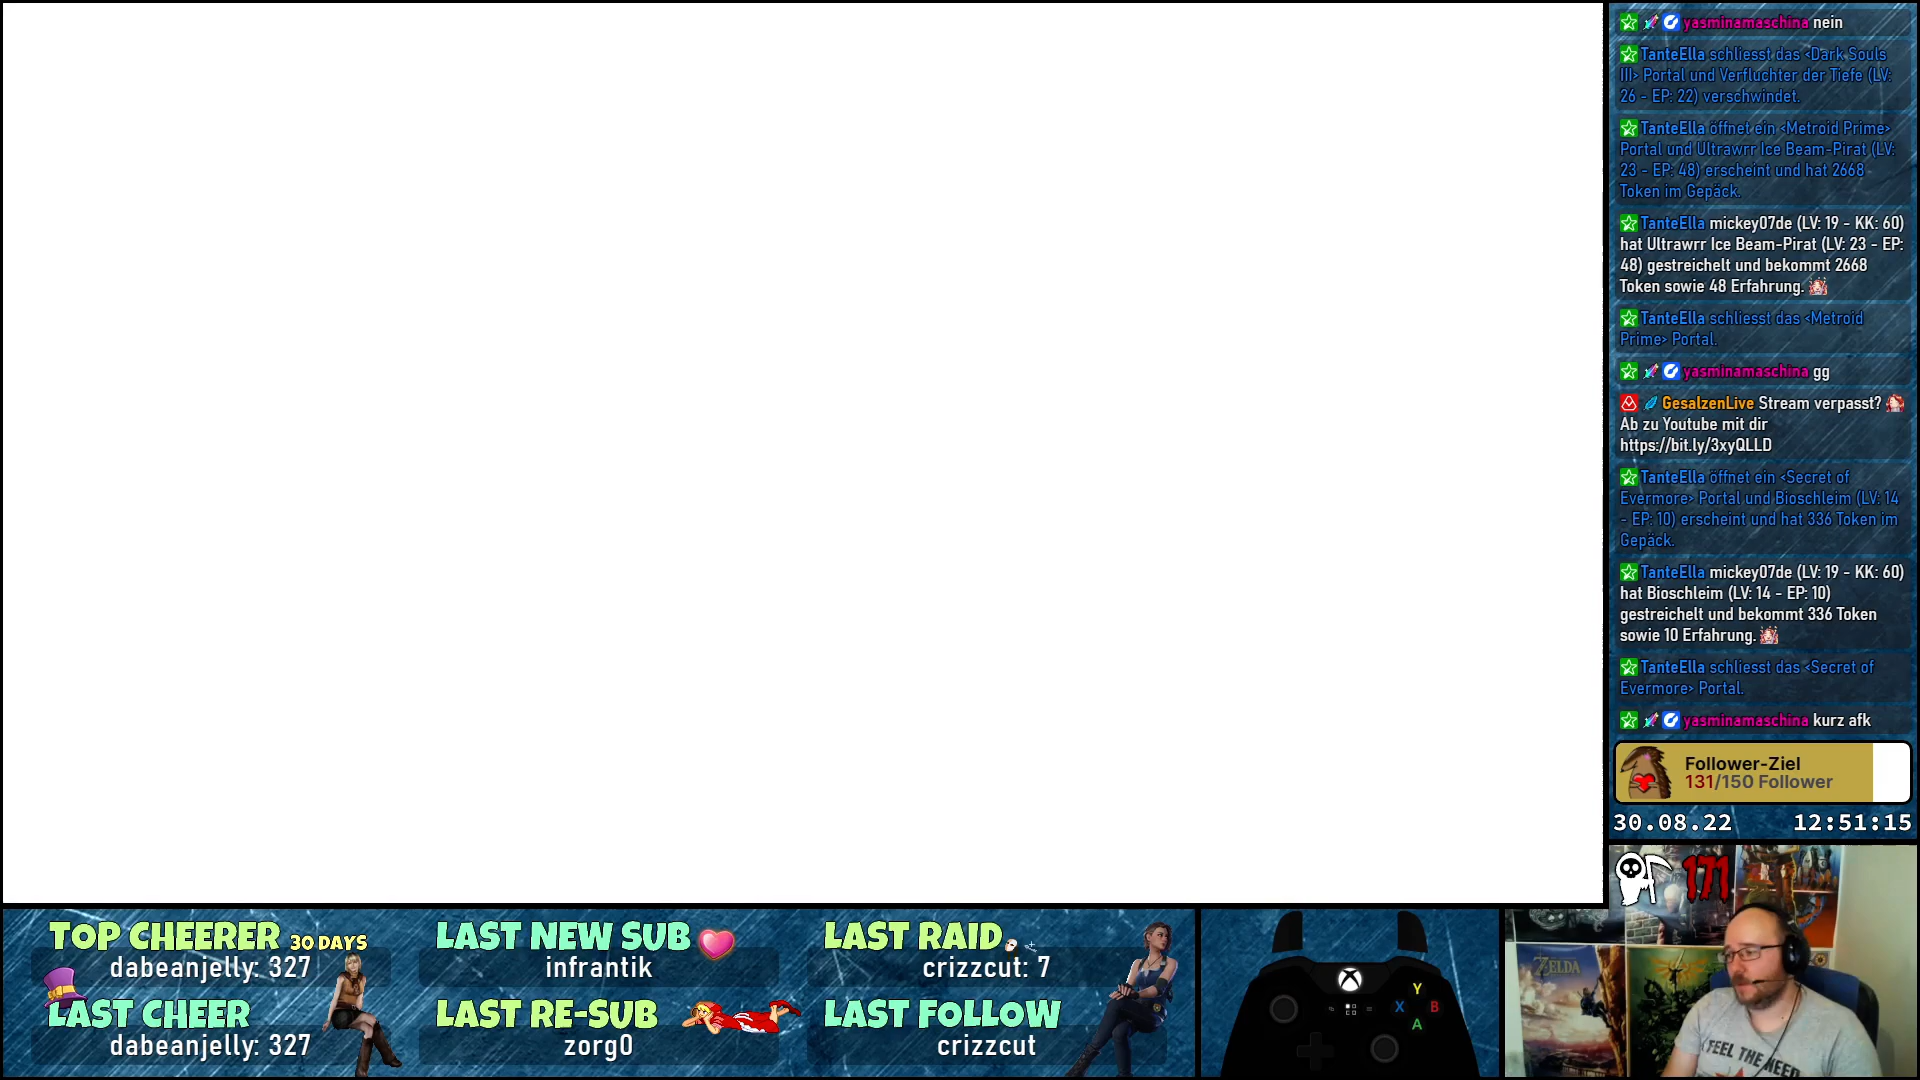 yasminamaschina nein
TanteElla schliesst das <Dark Souls
III> Portal und Verfluchter der Tiefe (LV:
26 - EP: 22) verschwindet.
TanteElla öffnet ein <Metroid Prime>
Portal und Ultrawrr Ice Beam-Pirat (LV:
23 - EP: 48) erscheint und hat 2668
Token im Gepäck.
TanteElla mickey07de (LV: 19 - KK: 60)
hat Ultrawrr Ice Beam-Pirat (LV: 23 - EP:
48) gestreichelt und bekommt 2668
Token sowie 48 Erfahrung.
TanteElla schliesst das <Metroid
Prime> Portal.
yasminamaschina gg
GesalzenLive Stream verpasst?
Ab zu Youtube mit dir
https://bit.ly/3xyQLLD
TanteElla öffnet ein <Secret of
Evermore> Portal und Bioschleim (LV: 14
- EP: 10) erscheint und hat 336 Token im
Gepäck.
TanteElla mickey07de (LV: 19 - KK: 60)
hat Bioschleim (LV: 14 - EP: 10)
gestreichelt und bekommt 336 Token
sowie 10 Erfahrung.
TanteElla schliesst das <Secret of
Evermore> Portal.
yasminamaschina kurz afk
Follower-Ziel
131/150 Follower
30.08.22 12:51:15
171
TOP CHEERER 30 DAYS
dabeanjelly: 327
LAST CHEER
dabeanjelly: 327
LAST NEW SUB
infrantik
LAST RE-SUB
zorg0
LAST RAID
crizzcut: 7
LAST FOLLOW
crizzcut
Y
X B
A
ZELDA
FEEL THE NEED